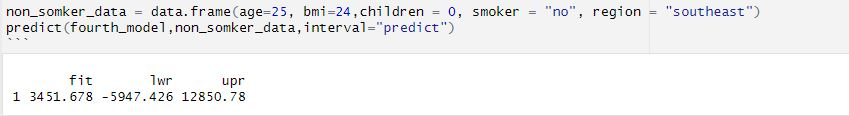 non_somker_data = data.frame(age=25, bmi=24,children = 0, smoker = "no", region = "southeast")
predict(fourth_model,non_somker_data,interval="predict")
```
fit lwr upr
1 3451.678 -5947.426 12850.78